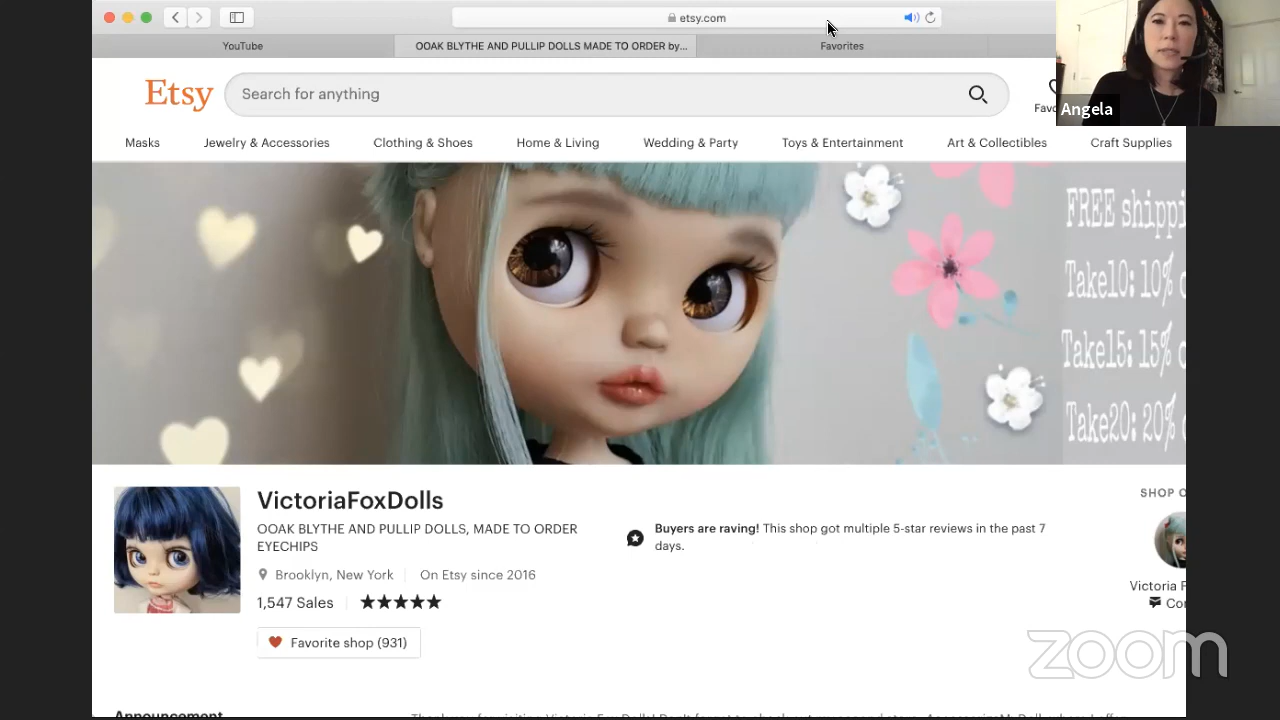 etsy.com
YouTube
OOAK BLYTHE AND PULLIP DOLLS MADE TO ORDER by...
Favorites
Etsy
Search for anything
Angela
Masks
Jewelry & Accessories
Clothing & Shoes
Home & Living
Wedding & Party
Toys & Entertainment
Art & Collectibles
Craft Supplies
FREE shippi
Take10: 10%
Take15: 15%
Take20: 20%
VictoriaFoxDolls
OOAK BLYTHE AND PULLIP DOLLS, MADE TO ORDER
EYECHIPS
Brooklyn, New York
On Etsy since 2016
1,547 Sales
Favorite shop (931)
Buyers are raving! This shop got multiple 5-star reviews in the past 7
days.
SHOP O
Victoria F
Con
zoom
Announcement